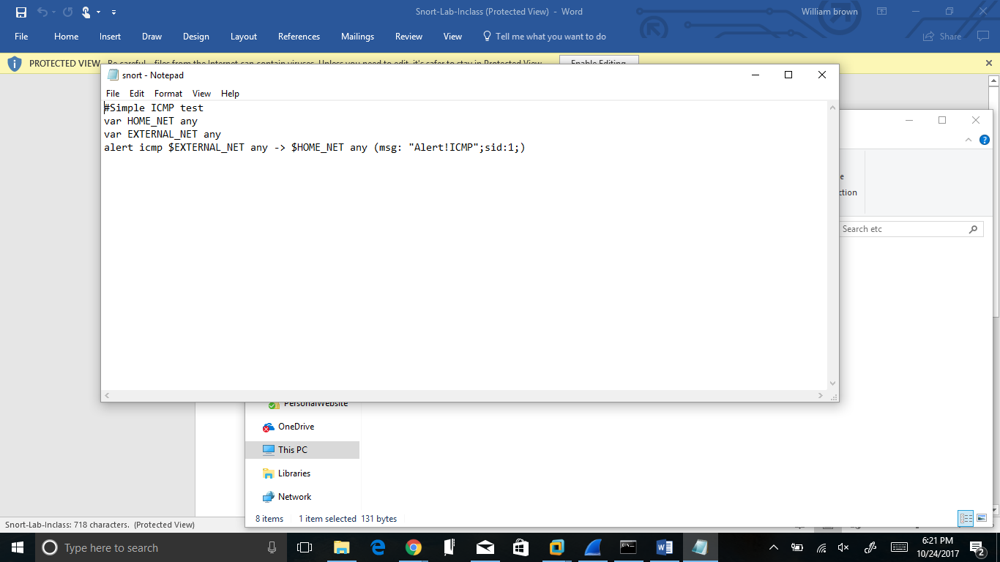 Snort-Lab-Inclass (Protected View) - Word
William brown
File Home Insert Draw Design Layout References Mailings Review View Tell me what you want to do
Share
PROTECTED VIEW Be careful—files from the Internet can contain viruses. Unless you need to edit, it's safer to stay in Protected View.
Enable Editing
snort - Notepad
File Edit Format View Help
#Simple ICMP test
var HOME_NET any
var EXTERNAL_NET any
alert icmp $EXTERNAL_NET any -> $HOME_NET any (msg: "Alert!ICMP";sid:1;)
e
ction
Search etc
PersonalWebsite
OneDrive
This PC
Libraries
Network
8 items 1 item selected 131 bytes
Snort-Lab-Inclass: 718 characters. (Protected View)
Type here to search
6:21 PM
10/24/2017
2